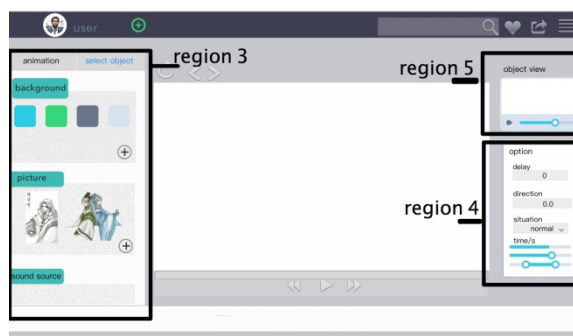 user
animation
select object
region 3
region 5
object view
background
option
delay
0
direction
0.0
picture
region 4
situation
normal
time/s
sound source